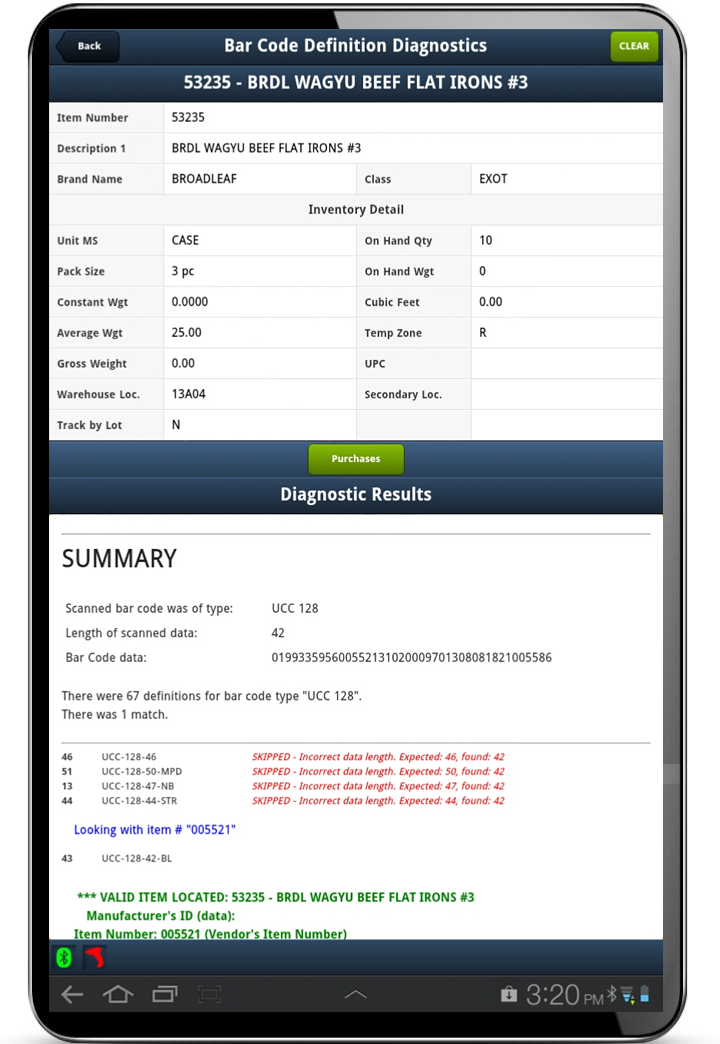 Back Bar Code Definition Diagnostics CLEAR
53235 - BRDL WAGYU BEEF FLAT IRONS #3
Item Number 53235
Description 1 BRDL WAGYU BEEF FLAT IRONS #3
Brand Name BROADLEAF Class EXOT
Inventory Detail
Unit MS CASE On Hand Qty 10
Pack Size 3 pc On Hand Wgt 0
Constant Wgt 0.0000 Cubic Feet 0.00
Average Wgt 25.00 Temp Zone R
Gross Weight 0.00 UPC
Warehouse Loc. 13A04 Secondary Loc.
Track by Lot N
Purchases
Diagnostic Results
SUMMARY
Scanned bar code was of type: UCC 128
Length of scanned data: 42
Bar Code data: 019933595600552131020009701308081821005586
There were 67 definitions for bar code type "UCC 128".
There was 1 match.
46 UCC-128-46 SKIPPED - Incorrect data length. Expected: 46, found: 42
51 UCC-128-50-MPD SKIPPED - Incorrect data length. Expected: 50, found: 42
13 UCC-128-47-NB SKIPPED - Incorrect data length. Expected: 47, found: 42
44 UCC-128-44-STR SKIPPED - Incorrect data length. Expected: 44, found: 42
Looking with item # "005521"
43 UCC-128-42-BL
*** VALID ITEM LOCATED: 53235 - BRDL WAGYU BEEF FLAT IRONS #3
Manufacturer's ID (data):
Item Number: 005521 (Vendor's Item Number)
3:20 PM